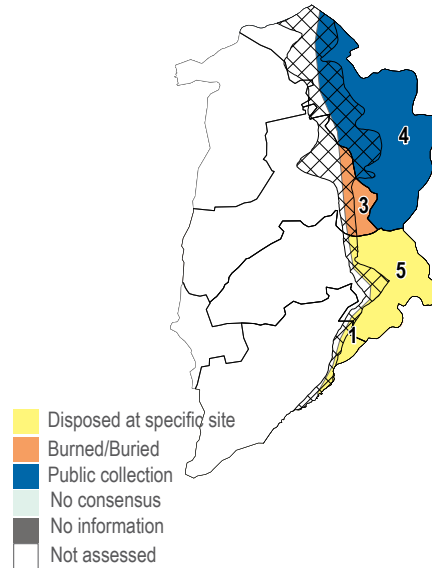 4
3
5
1
Disposed at specific site
Burned/Buried
Public collection
No consensus
No information
Not assessed